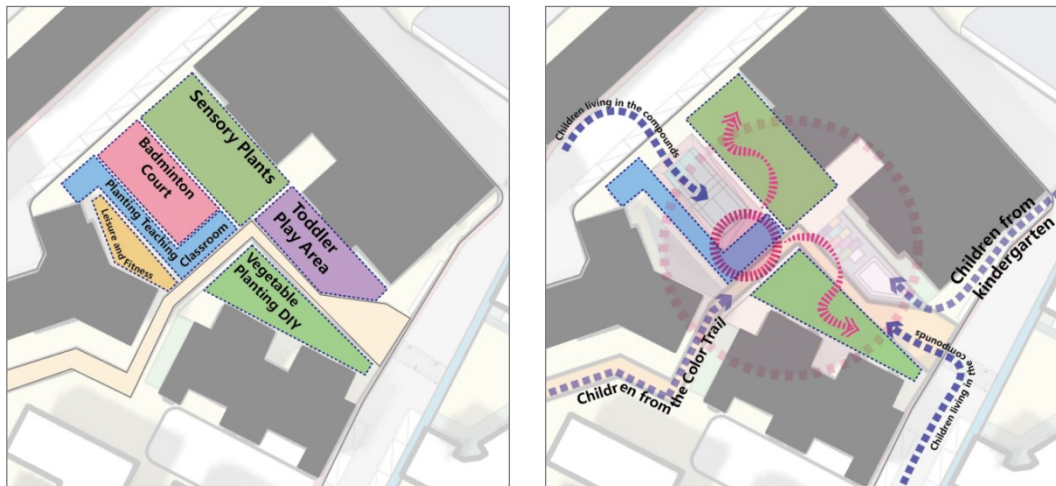 Sensory Plants
Badminton
Court
Planting Teaching
Classroom
Leisure and Fitness
Toddler
Play Area
Vegetable
Planting DIY
Children living in the compounds
Children from
kindergarten
Children from the Color Trail
Children living in the compounds